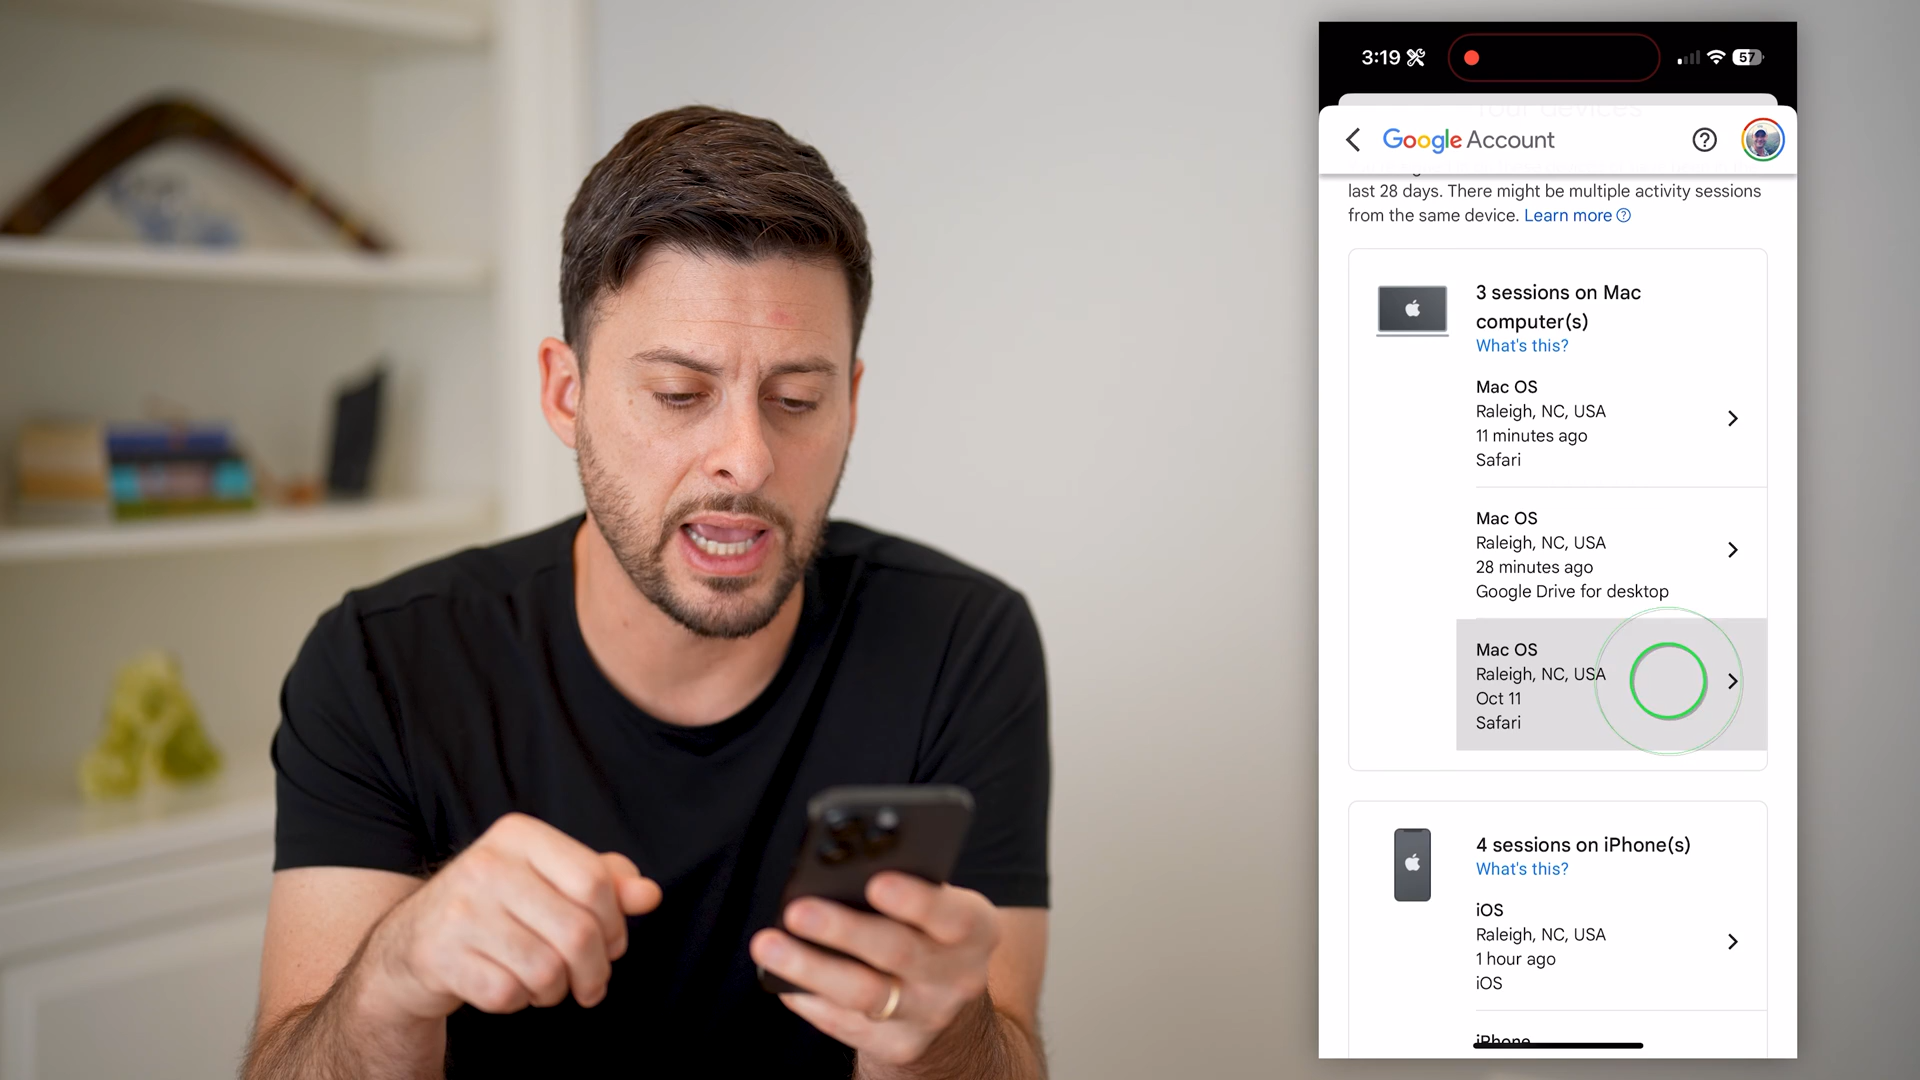 3:19
57
Your devices
Google Account
last 28 days. There might be multiple activity sessions
from the same device. Learn more
3 sessions on Mac
computer(s)
What's this?
Mac OS
Raleigh, NC, USA
11 minutes ago
Safari
Mac OS
Raleigh, NC, USA
28 minutes ago
Google Drive for desktop
Mac OS
Raleigh, NC, USA
Oct 11
Safari
4 sessions on iPhone(s)
What's this?
iOS
Raleigh, NC, USA
1 hour ago
iOS
iPhone